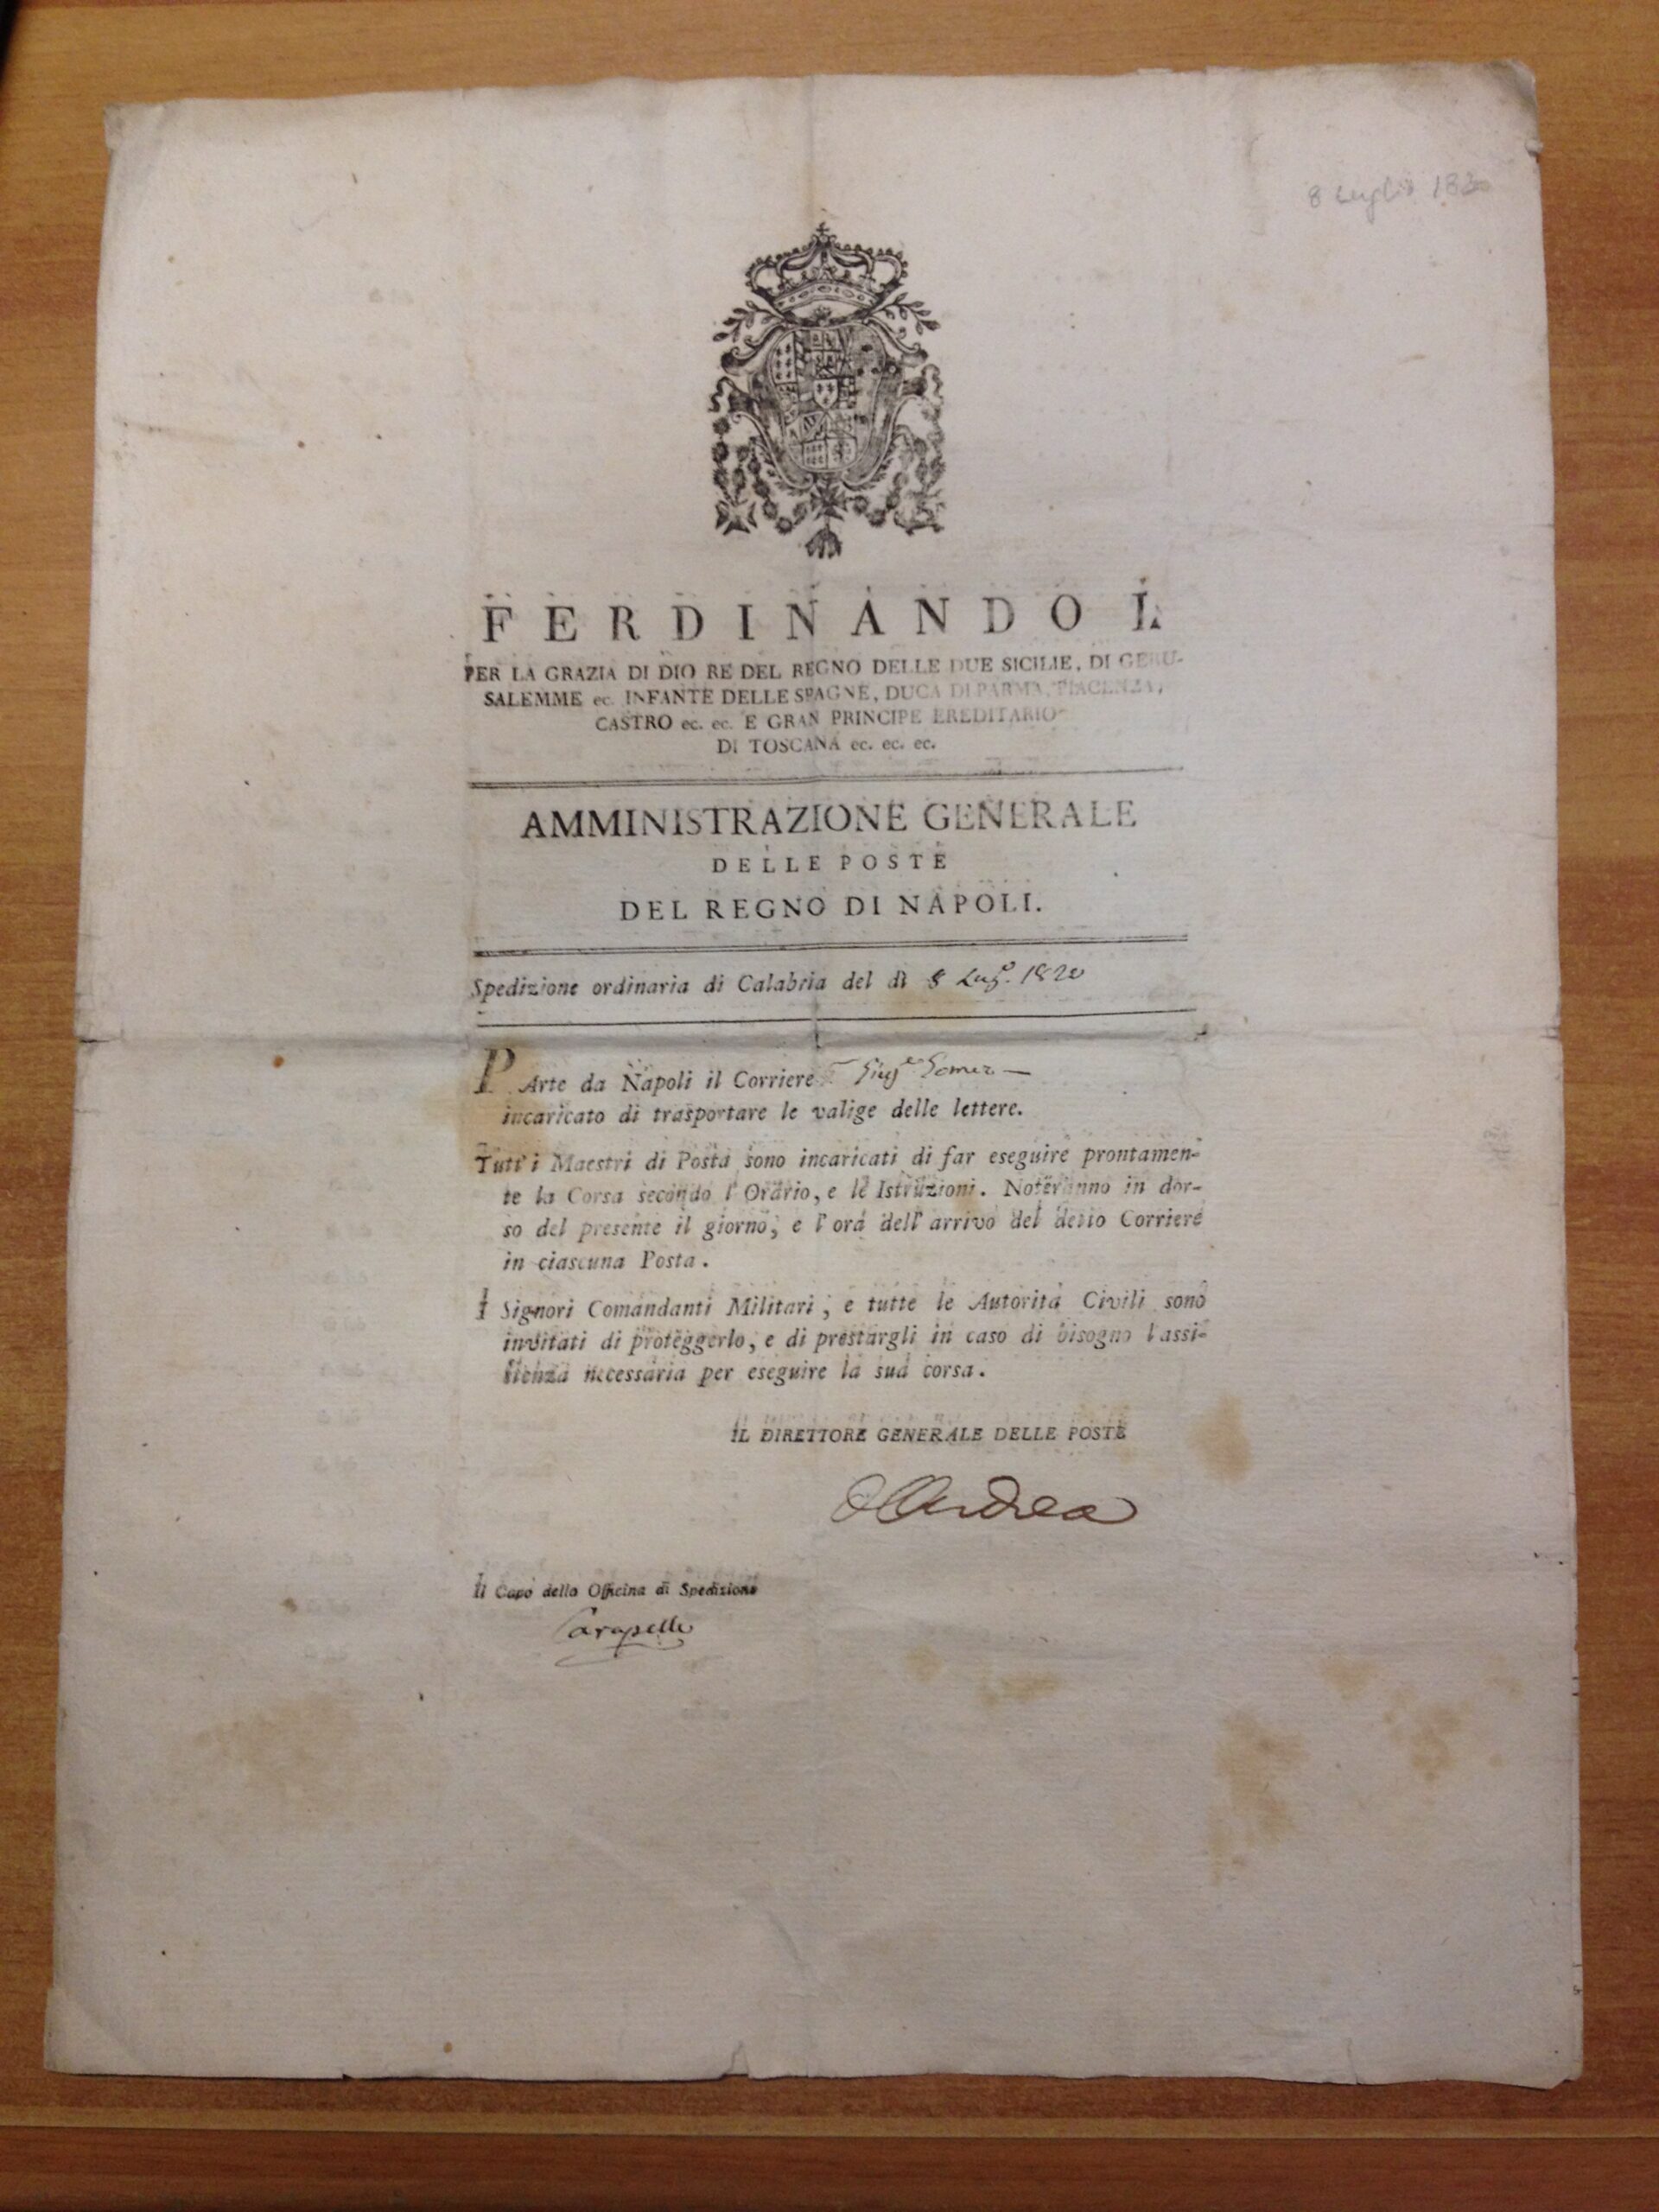 8 Luglio 1820
FERDINANDO I.
PER LA GRAZIA DI DIO RE DEL REGNO DELLE DUE SICILIE, DI GERU-
SALEMME ec. INFANTE DELLE SPAGNE, DUCA DI PARMA, PIACENZA,
CASTRO ec. ec. E GRAN PRINCIPE EREDITARIO
DI TOSCANA ec. ec. ec.
AMMINISTRAZIONE GENERALE
DELLE POSTE
DEL REGNO DI NAPOLI.
Spedizione ordinaria di Calabria del dì 8 Lug.o 1820
PArte da Napoli il Corriere
incaricato di trasportare le valige delle lettere.
Tutt'i Maestri di Posta sono incaricati di far eseguire prontamen-
te la Corsa secondo l'Orario, e le Istruzioni. Noteranno in dor-
so del presente il giorno, e l'ora dell'arrivo del detto Corriere
in ciascuna Posta.
I Signori Comandanti Militari, e tutte le Autorità Civili sono
invitati di proteggerlo, e di prestargli in caso di bisogno l'assi-
stenza necessaria per eseguire la sua corsa.
IL DIRETTORE GENERALE DELLE POSTE
D'Andrea
Il Capo della Officina di Spedizione
Carapelle